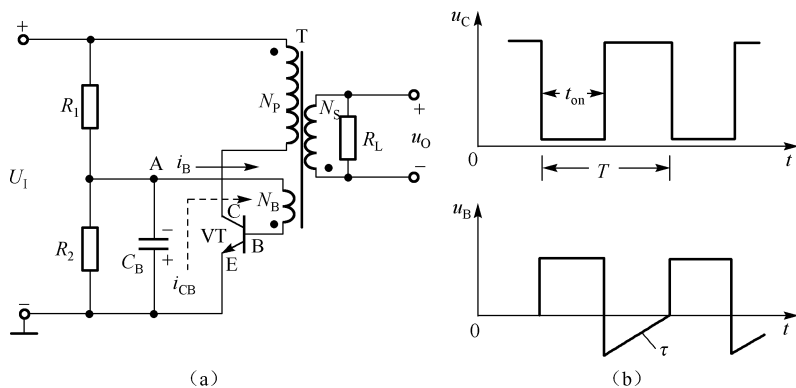 +
T
R1
NP
NS
+
RL
uO
−
UI
A
iB
NB
C
VT
B
R2
CB
−
+
E
iCB
−
(a)
uC
ton
0
T
t
uB
0
τ
t
(b)